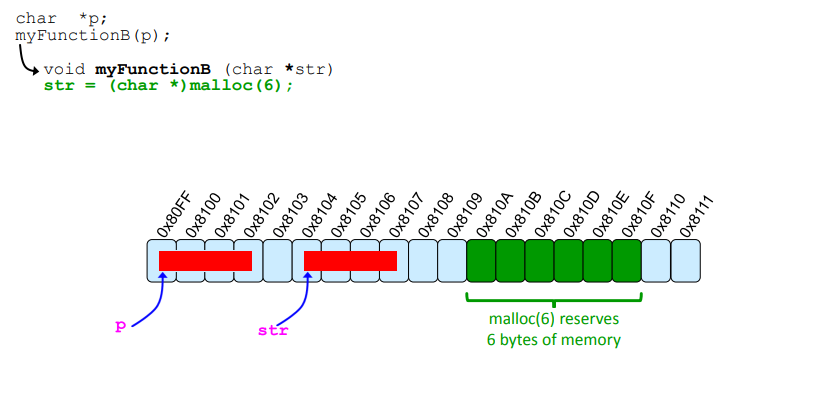 char  *p;
myFunctionB(p);
void myFunctionB (char *str)
str = (char *)malloc(6);
0x80FF 0x8100 0x8101 0x8102 0x8103 0x8104 0x8105 0x8106 0x8107 0x8108 0x8109 0x810A 0x810B 0x810C 0x810D 0x810E 0x810F 0x8110 0x8111
p
str
malloc(6) reserves
6 bytes of memory